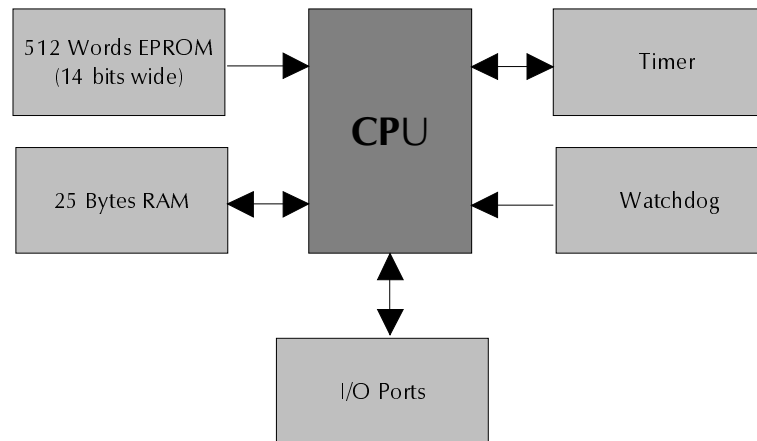 512 Words EPROM
(14 bits wide)
CPU
Timer
25 Bytes RAM
Watchdog
I/O Ports